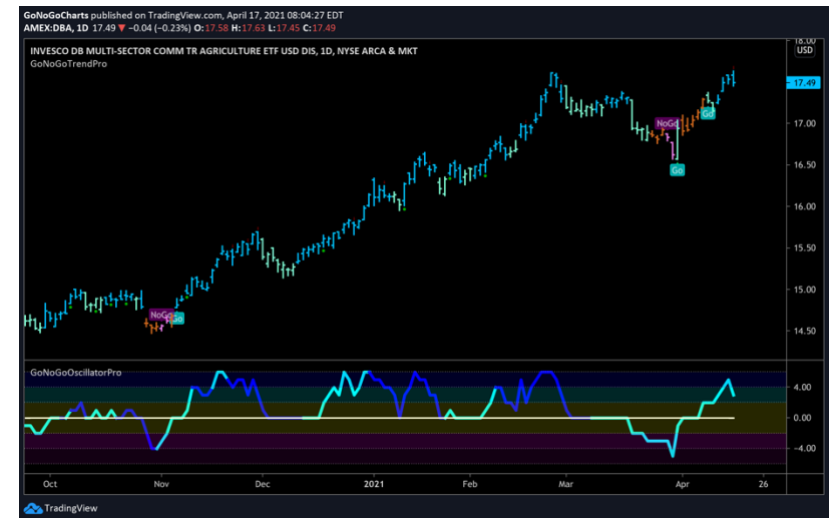 GoNoGoCharts published on TradingView.com, April 17, 2021 08:04:27 EDT
AMEX:DBA, 1D 17.49 ▼ −0.04 (−0.23%) O:17.58 H:17.63 L:17.45 C:17.49
INVESCO DB MULTI-SECTOR COMM TR AGRICULTURE ETF USD DIS, 1D, NYSE ARCA & MKT
GoNoGoTrendPro
18.00
USD
17.49
17.00
16.50
16.00
15.50
15.00
14.50
NoGo
Go
NoGo
Go
Go
GoNoGoOscillatorPro
4.00
0.00
−4.00
Oct Nov Dec 2021 Feb Mar Apr 26
TradingView